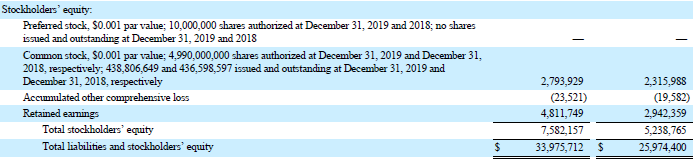 Stockholders' equity:
Preferred stock, $0.001 par value; 10,000,000 shares authorized at December 31, 2019 and 2018; no shares
issued and outstanding at December 31, 2019 and 2018 — —
Common stock, $0.001 par value; 4,990,000,000 shares authorized at December 31, 2019 and December 31,
2018, respectively; 438,806,649 and 436,598,597 issued and outstanding at December 31, 2019 and
December 31, 2018, respectively 2,793,929 2,315,988
Accumulated other comprehensive loss (23,521) (19,582)
Retained earnings 4,811,749 2,942,359
Total stockholders' equity 7,582,157 5,238,765
Total liabilities and stockholders' equity $ 33,975,712 $ 25,974,400